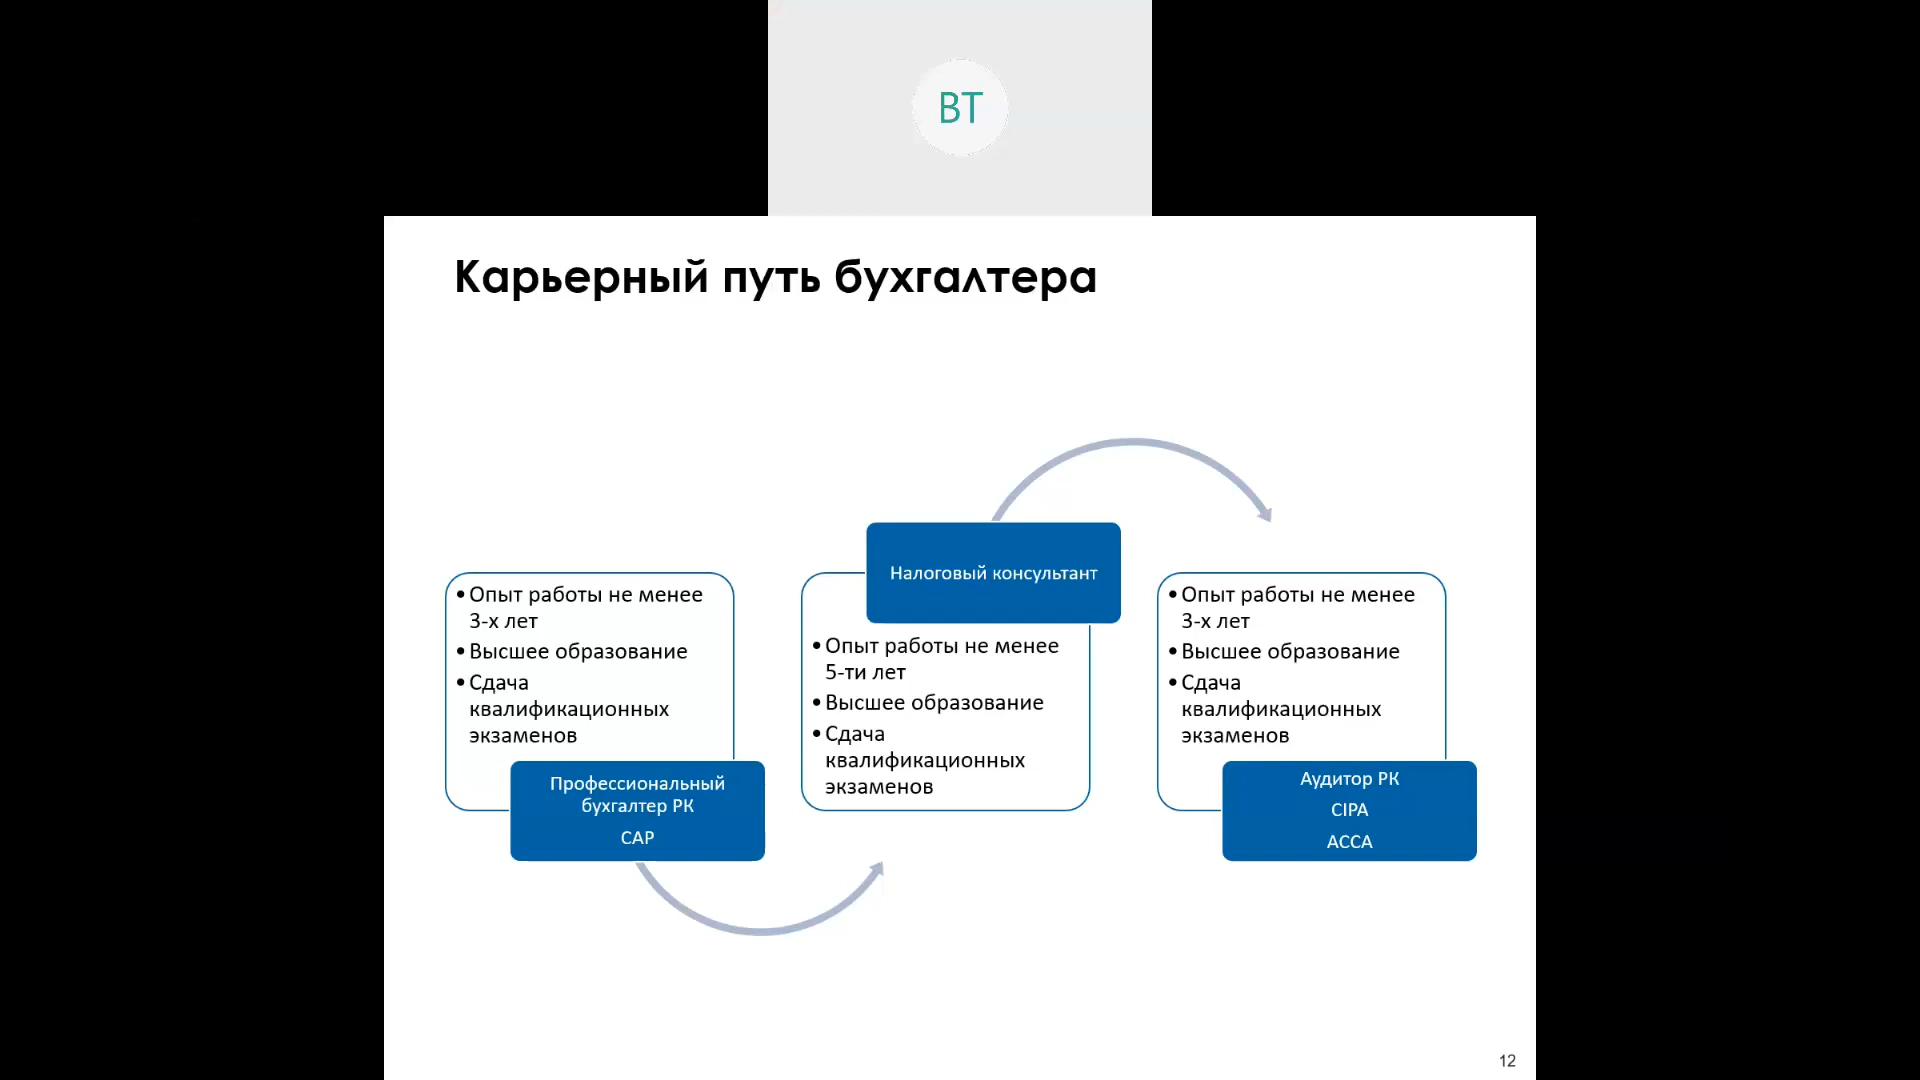 ВТ
Карьерный путь бухгалтера
•Опыт работы не менее
3-х лет
•Высшее образование
•Сдача
квалификационных
экзаменов
Профессиональный
бухгалтер РК
CAP
Налоговый консультант
•Опыт работы не менее
5-ти лет
•Высшее образование
•Сдача
квалификационных
экзаменов
•Опыт работы не менее
3-х лет
•Высшее образование
•Сдача
квалификационных
экзаменов
Аудитор РК
CIPA
ACCA
12